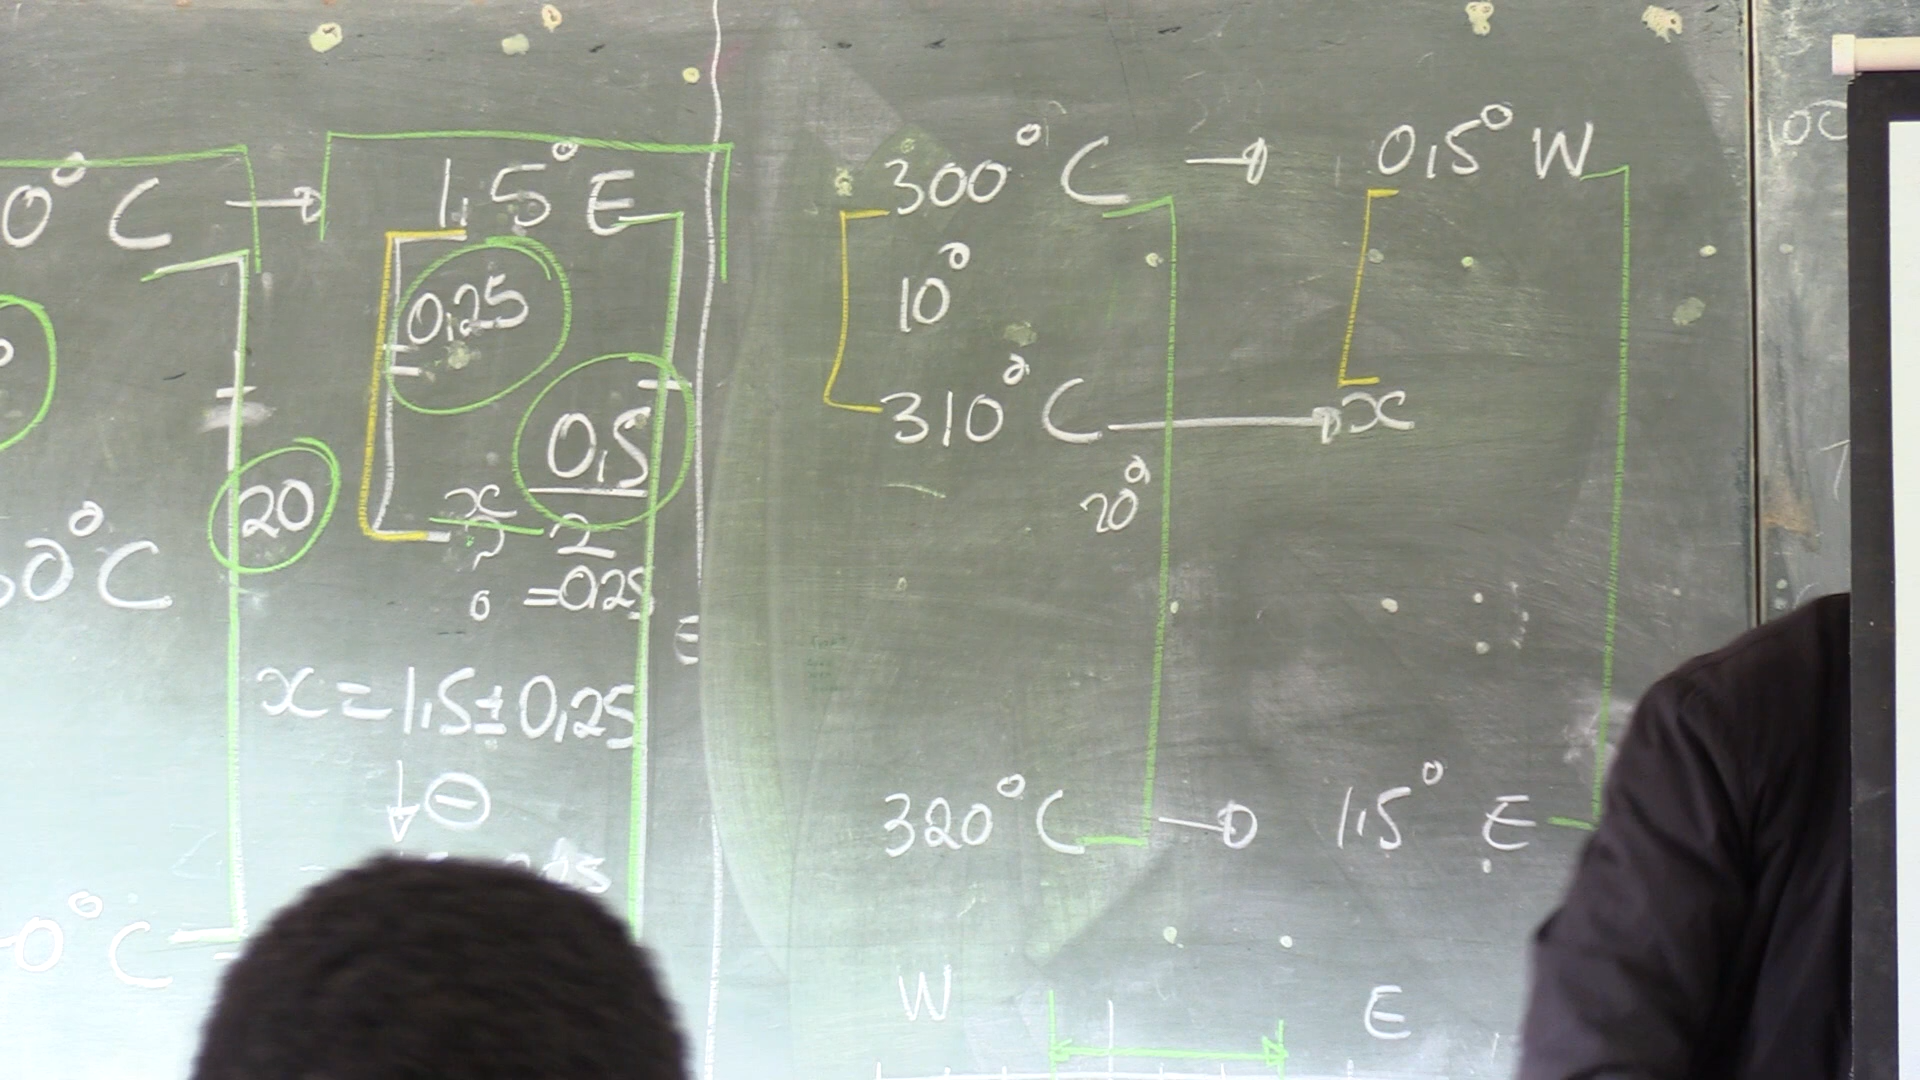 0°C → 1,5°E
0,25
0,5
20
x
2
?
0°C
=0,25
E
x = 1,5 ± 0,25
↓ ⊖
0°C
300°C → 0,5°W
10°
310°C → x
20°
320°C → 1,5°E
W E